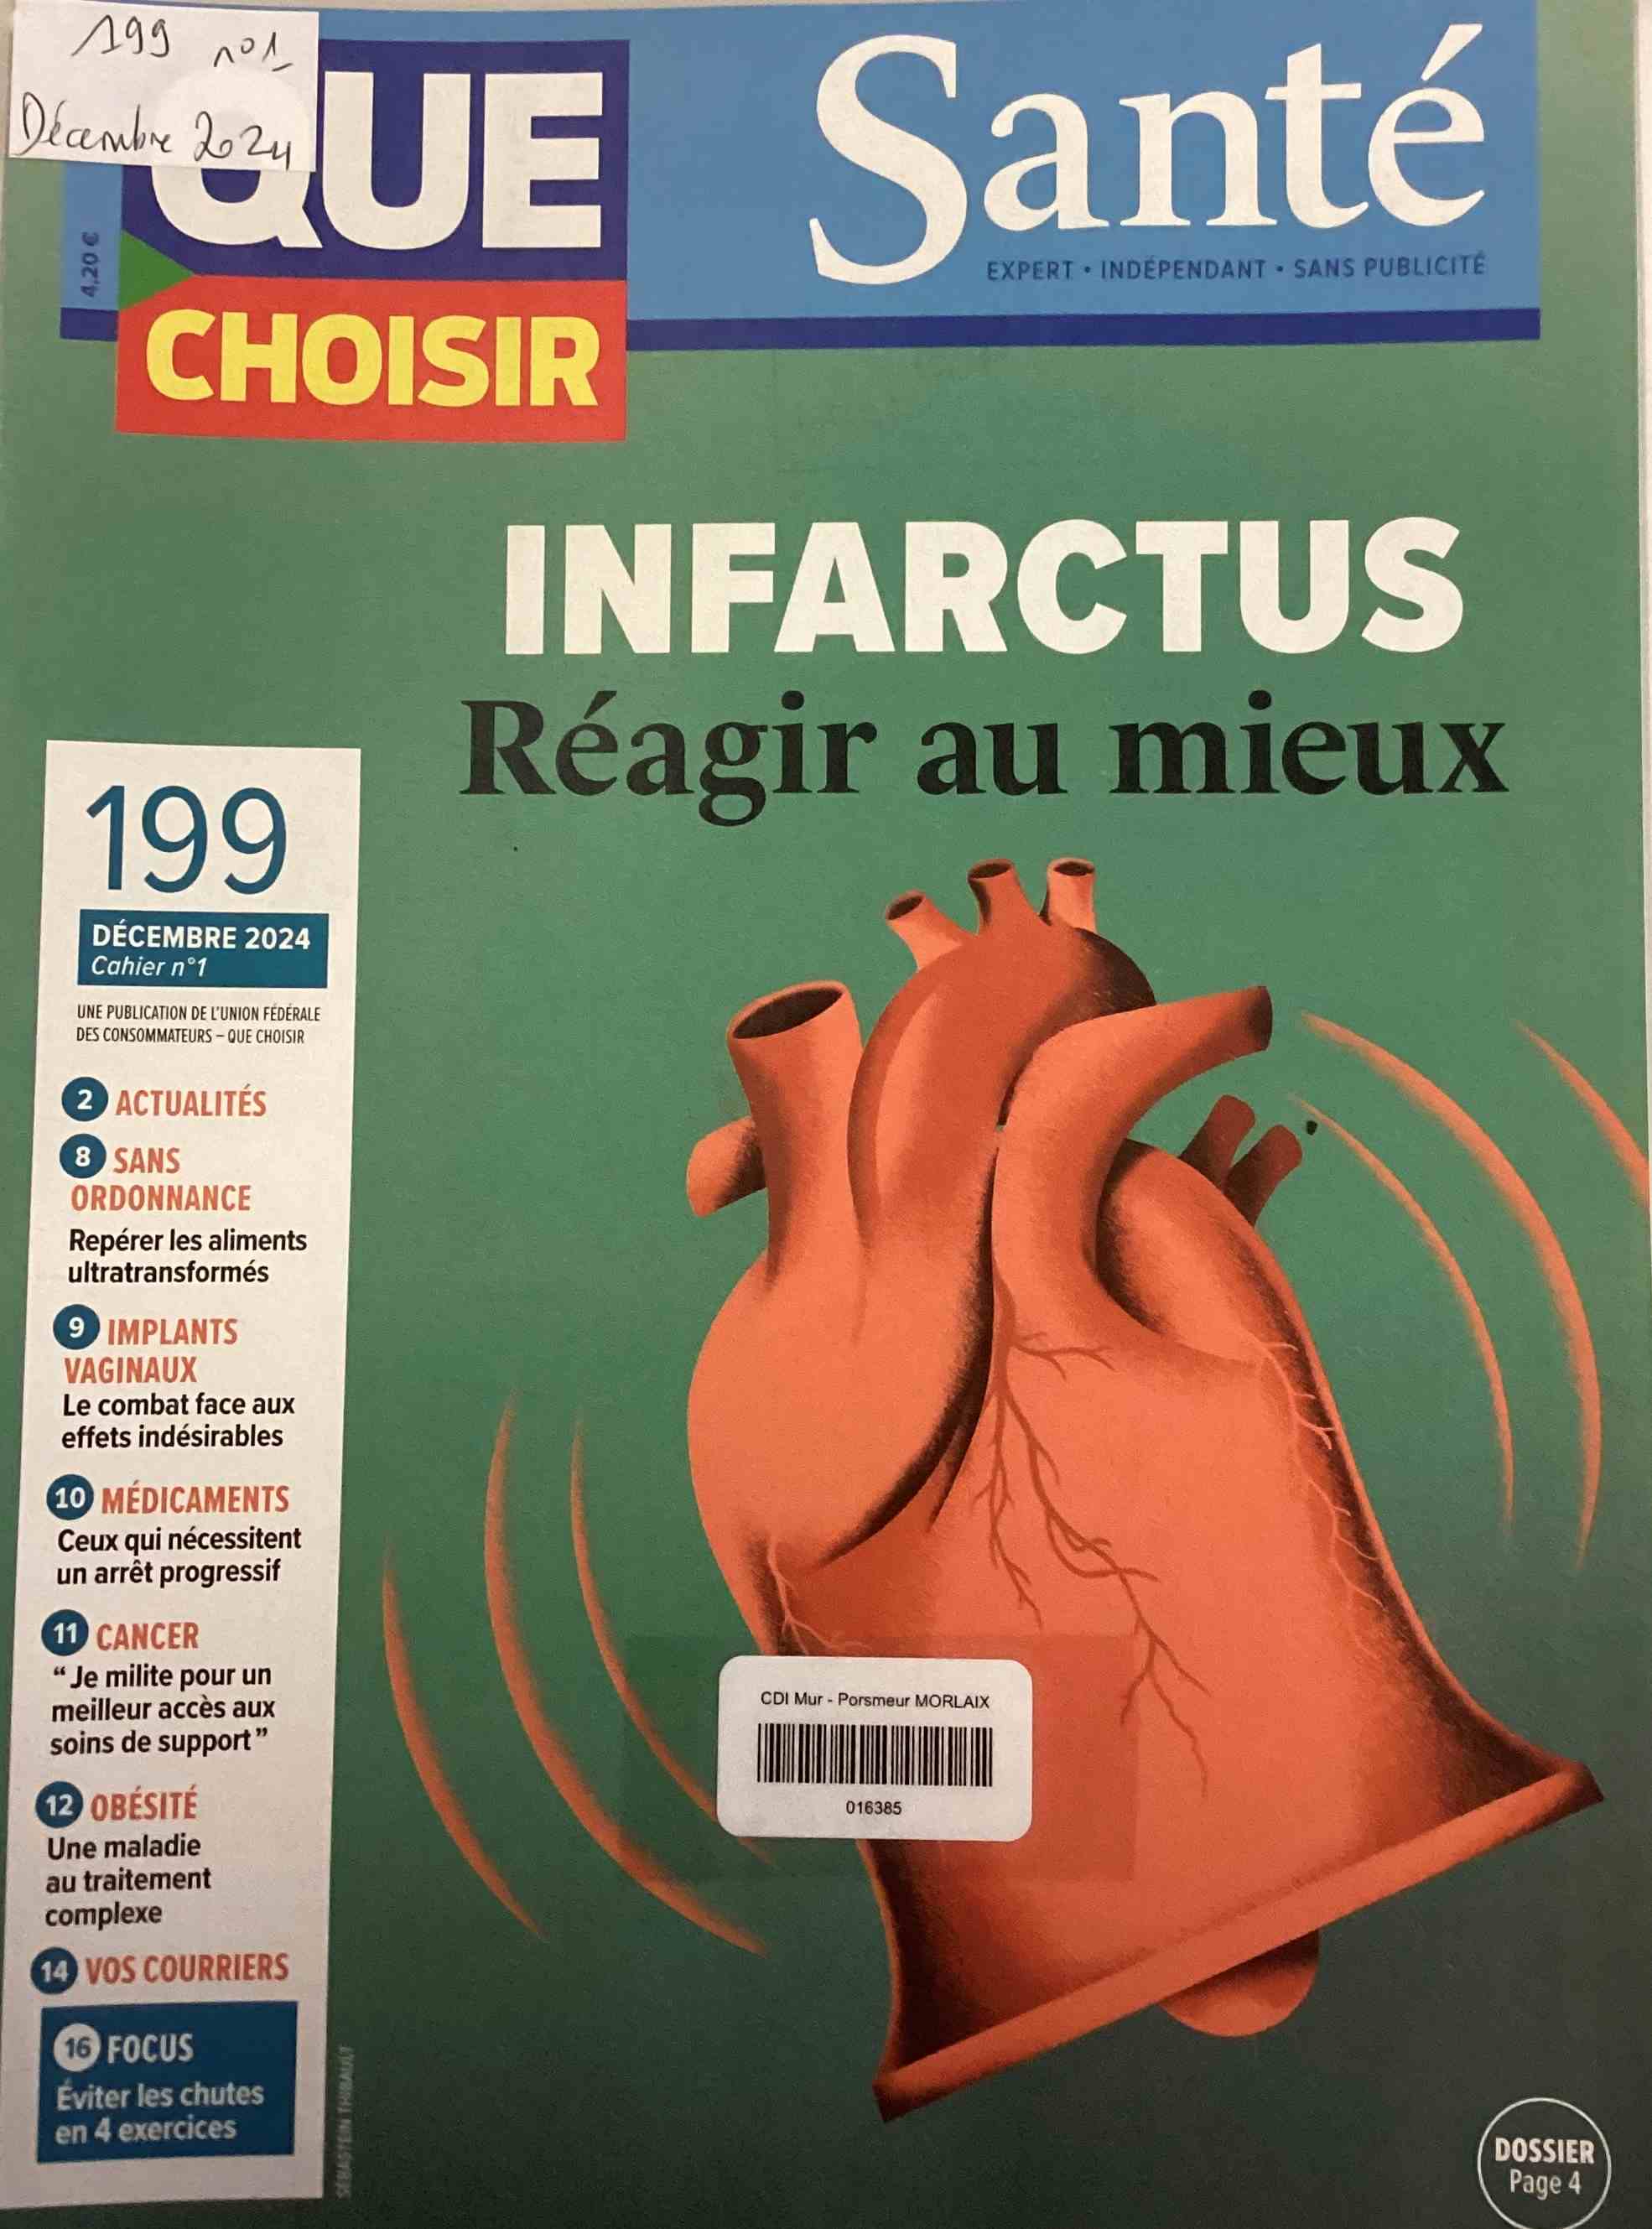 199 n°1
Décembre 2024
QUE
CHOISIR
4,20 €
Santé
EXPERT • INDÉPENDANT • SANS PUBLICITÉ
INFARCTUS
Réagir au mieux
199
DÉCEMBRE 2024
Cahier n°1
UNE PUBLICATION DE L'UNION FÉDÉRALE
DES CONSOMMATEURS – QUE CHOISIR
2 ACTUALITÉS
8 SANS
ORDONNANCE
Repérer les aliments
ultratransformés
9 IMPLANTS
VAGINAUX
Le combat face aux
effets indésirables
10 MÉDICAMENTS
Ceux qui nécessitent
un arrêt progressif
11 CANCER
“ Je milite pour un
meilleur accès aux
soins de support ”
12 OBÉSITÉ
Une maladie
au traitement
complexe
14 VOS COURRIERS
16 FOCUS
Éviter les chutes
en 4 exercices
SÉBASTIEN THIBAULT
CDI Mur - Porsmeur MORLAIX
016385
DOSSIER
Page 4